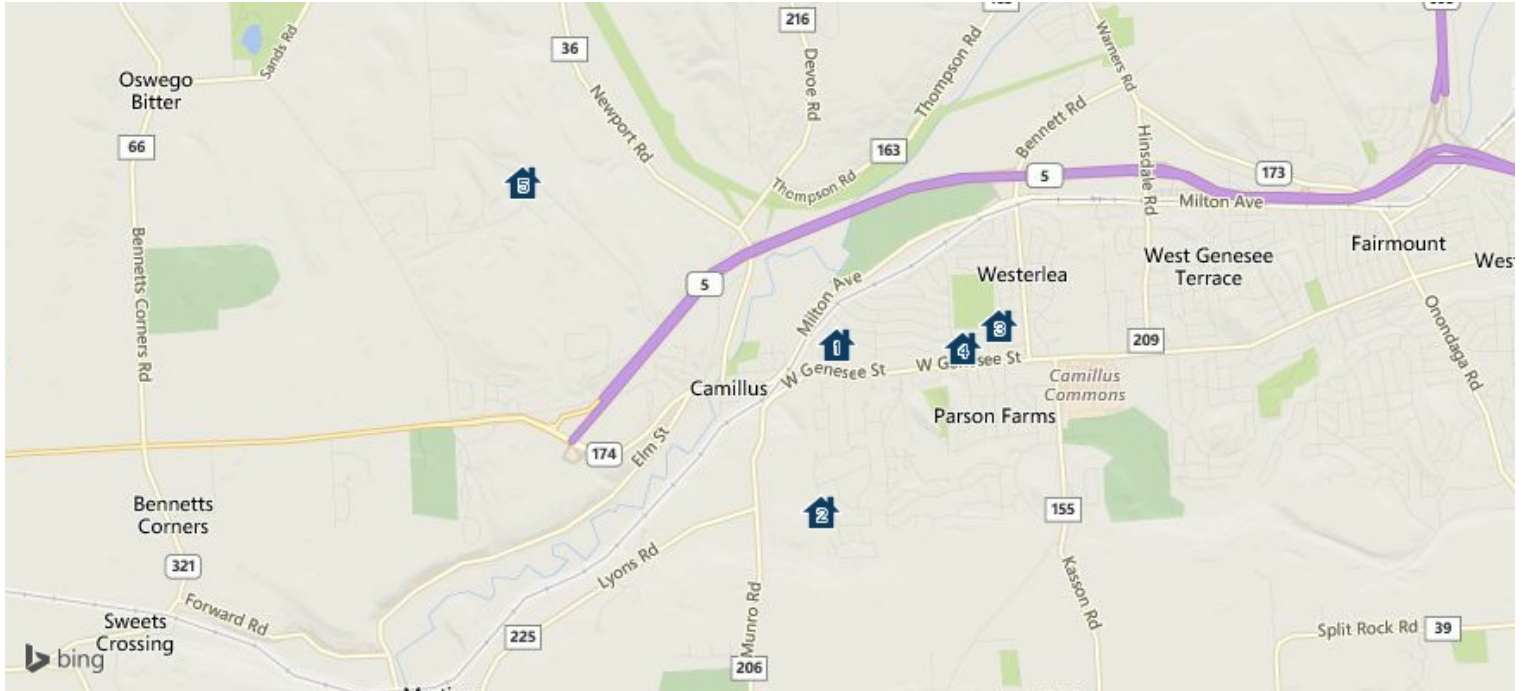 216
36
Sands Rd
Oswego
Bitter
Devoe Rd
Thompson Rd
Warners Rd
Newport Rd
Bennett Rd
66
163
Hinsdale Rd
5
173
5
Thompson Rd
Milton Ave
Bennetts Corners Rd
Fairmount
West Genesee
Terrace
West
Westerlea
5
Milton Ave
Onondaga Rd
3
209
1
4
W Genesee St
W Genesee St
Camillus
Camillus
Commons
Parson Farms
Elm St
174
Bennetts
Corners
2
155
321
Lyons Rd
Kasson Rd
Forward Rd
Munro Rd
Sweets
Crossing
225
Split Rock Rd
39
bing
206